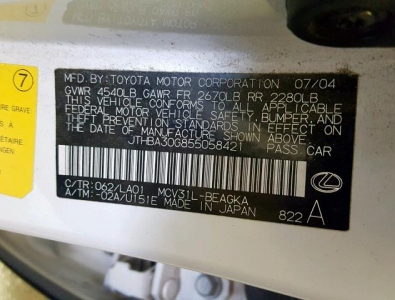 7
E GRAVE.
MFD. BY: TOYOTA MOTOR CORPORATION 07/04
GVWR 4540LB GAWR FR 2670LB RR 2280LB
THIS VEHICLE CONFORMS TO ALL APPLICABLE
FEDERAL MOTOR VEHICLE SAFETY, BUMPER, AND
THEFT PREVENTION STANDARDS IN EFFECT ON
THE DATE OF MANUFACTURE SHOWN ABOVE.
JTHBA30G855058421 PASS CAR
C/TR: 062/LA01 MCV31L-BEAGKA
A/TM: -02A/U151E MADE IN JAPAN 822 A